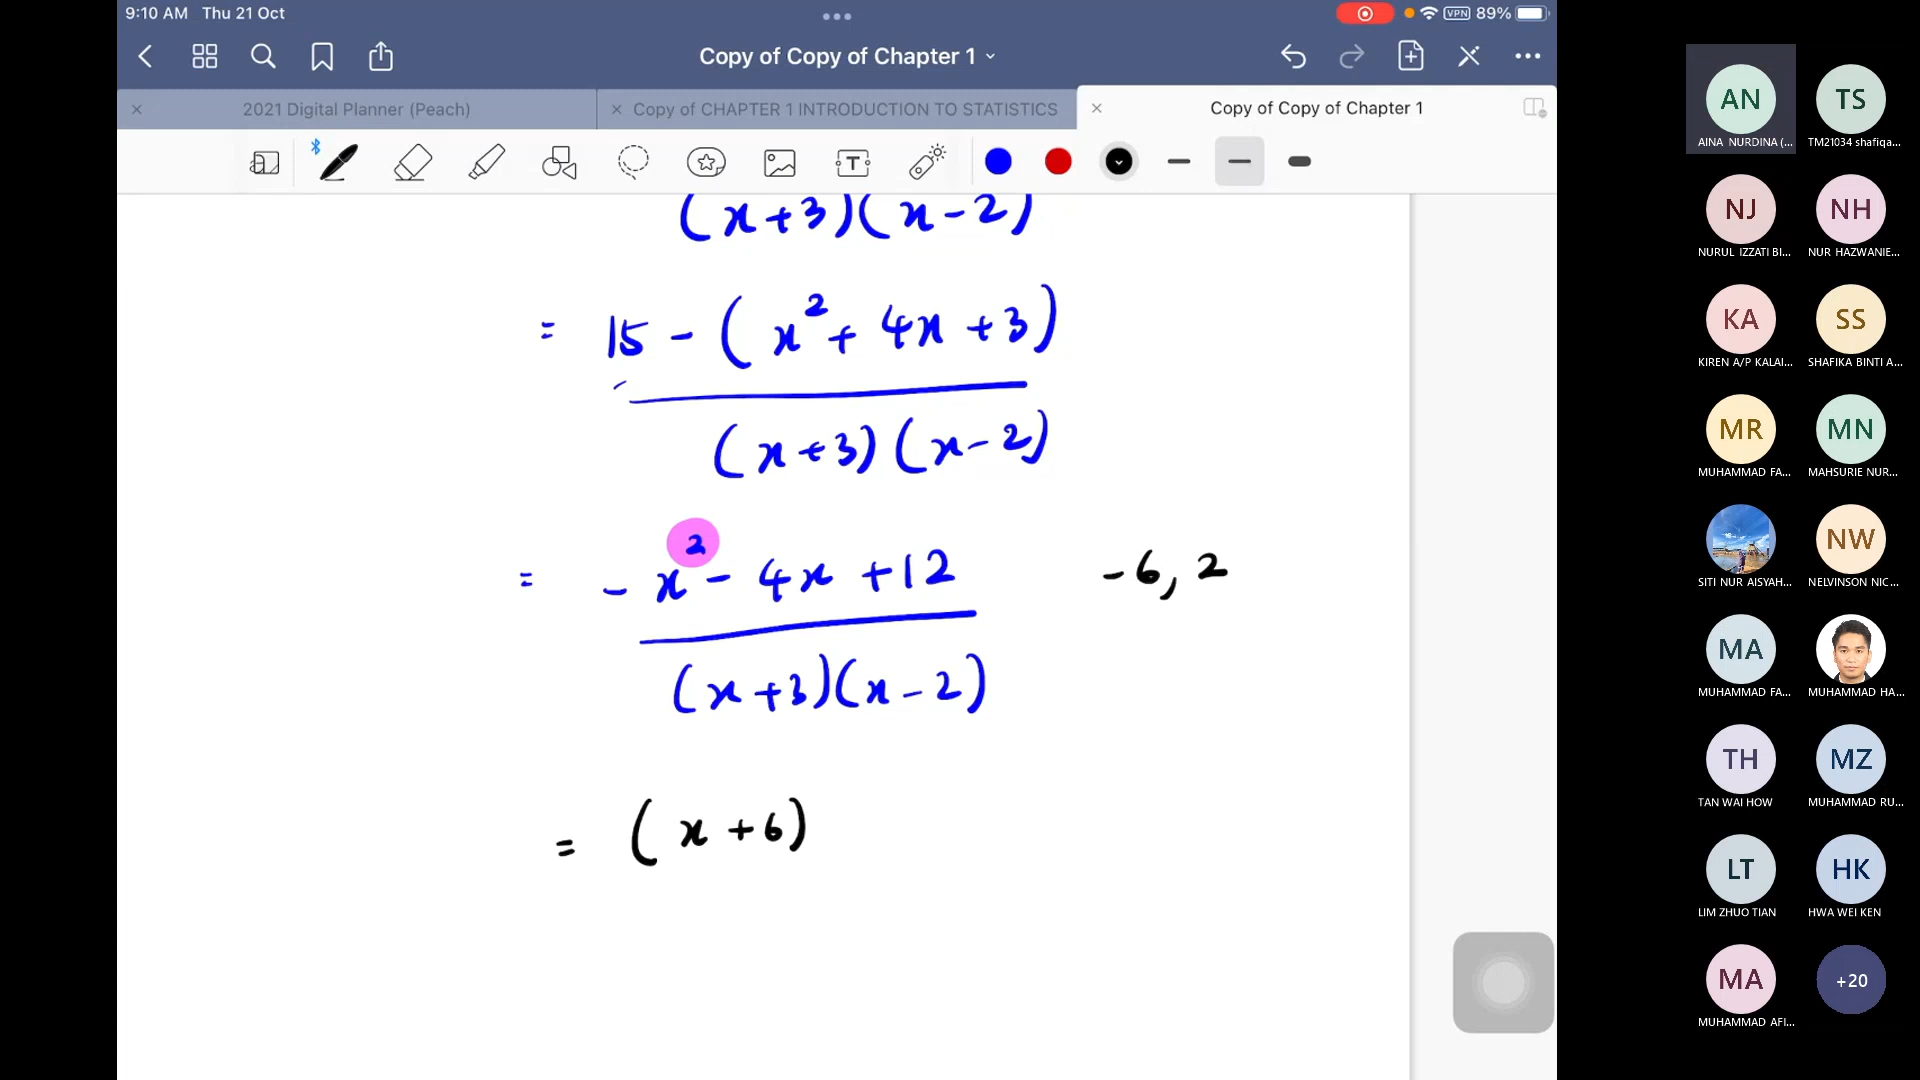 9:10 AM Thu 21 Oct
VPN 89%
Copy of Copy of Chapter 1
2021 Digital Planner (Peach)
Copy of CHAPTER 1 INTRODUCTION TO STATISTICS
Copy of Copy of Chapter 1
T
(x+3)(x-2)
= 15 - (x² + 4x + 3)
(x+3)(x-2)
= -x² - 4x + 12
-6, 2
(x+3)(x-2)
= (x+6)
AN
TS
AINA NURDINA (...
TM21034 shafiqa...
NJ
NH
NURUL IZZATI BI...
NUR HAZWANIE...
KA
SS
KIREN A/P KALAI...
SHAFIKA BINTI A...
MR
MN
MUHAMMAD FA...
MAHSURIE NUR...
NW
SITI NUR AISYAH...
NELVINSON NIC...
MA
MUHAMMAD FA...
MUHAMMAD HA...
TH
MZ
TAN WAI HOW
MUHAMMAD RU...
LT
HK
LIM ZHUO TIAN
HWA WEI KEN
MA
+20
MUHAMMAD AFI...